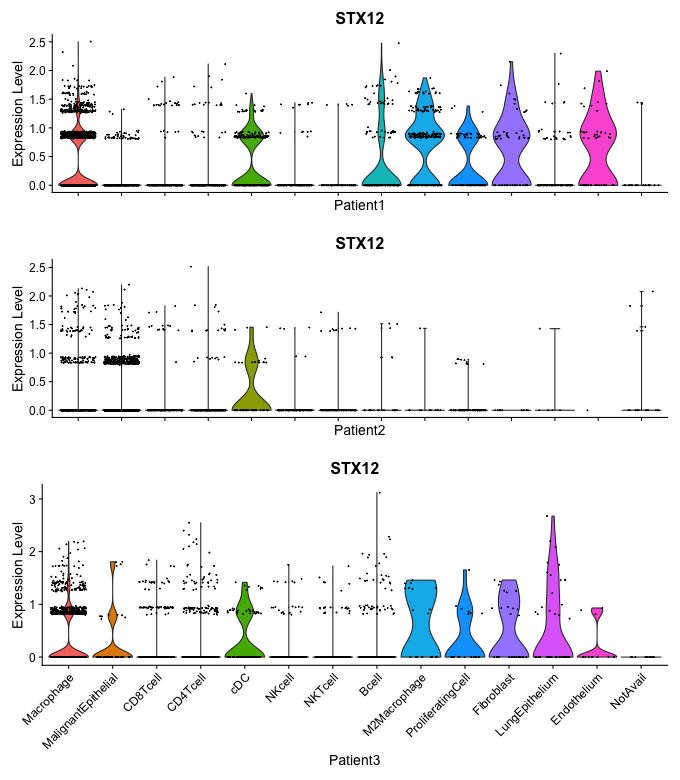 STX12
Expression Level
2.5
2.0
1.5
1.0
0.5
0.0
Patient1
STX12
Expression Level
2.5
2.0
1.5
1.0
0.5
0.0
Patient2
STX12
Expression Level
3
2
1
0
Macrophage
MalignantEpithelial
CD8Tcell
CD4Tcell
cDC
NKcell
NKTcell
Bcell
M2Macrophage
ProliferatingCell
Fibroblast
LungEpithelium
Endothelium
NotAvail
Patient3